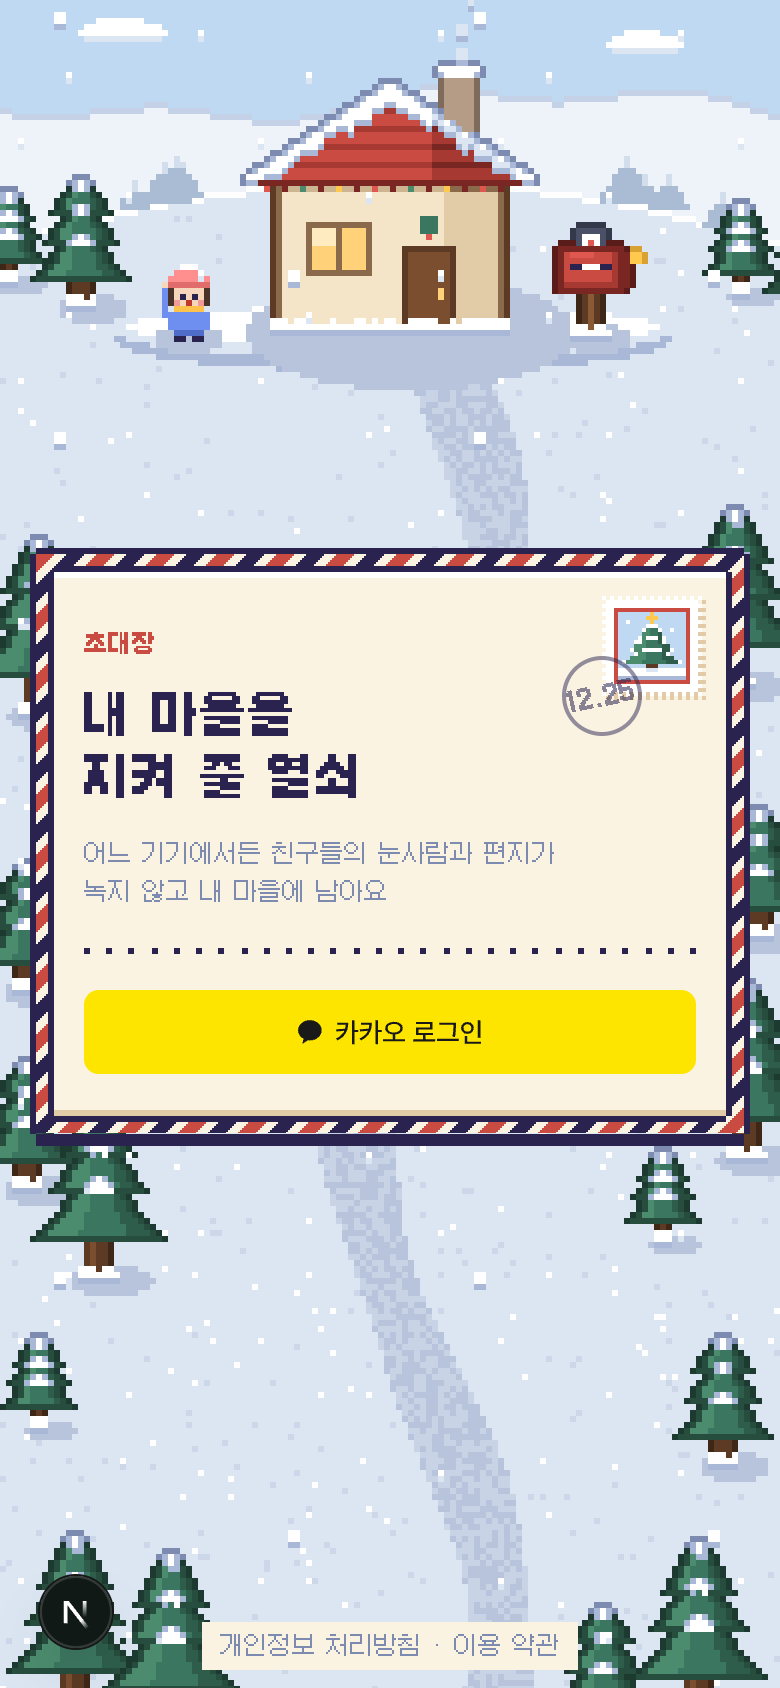 초대장
12.25
내 마을을
지켜 줄 열쇠
어느 기기에서든 친구들의 눈사람과 편지가
녹지 않고 내 마을에 남아요
카카오 로그인
N
개인정보 처리방침 · 이용 약관